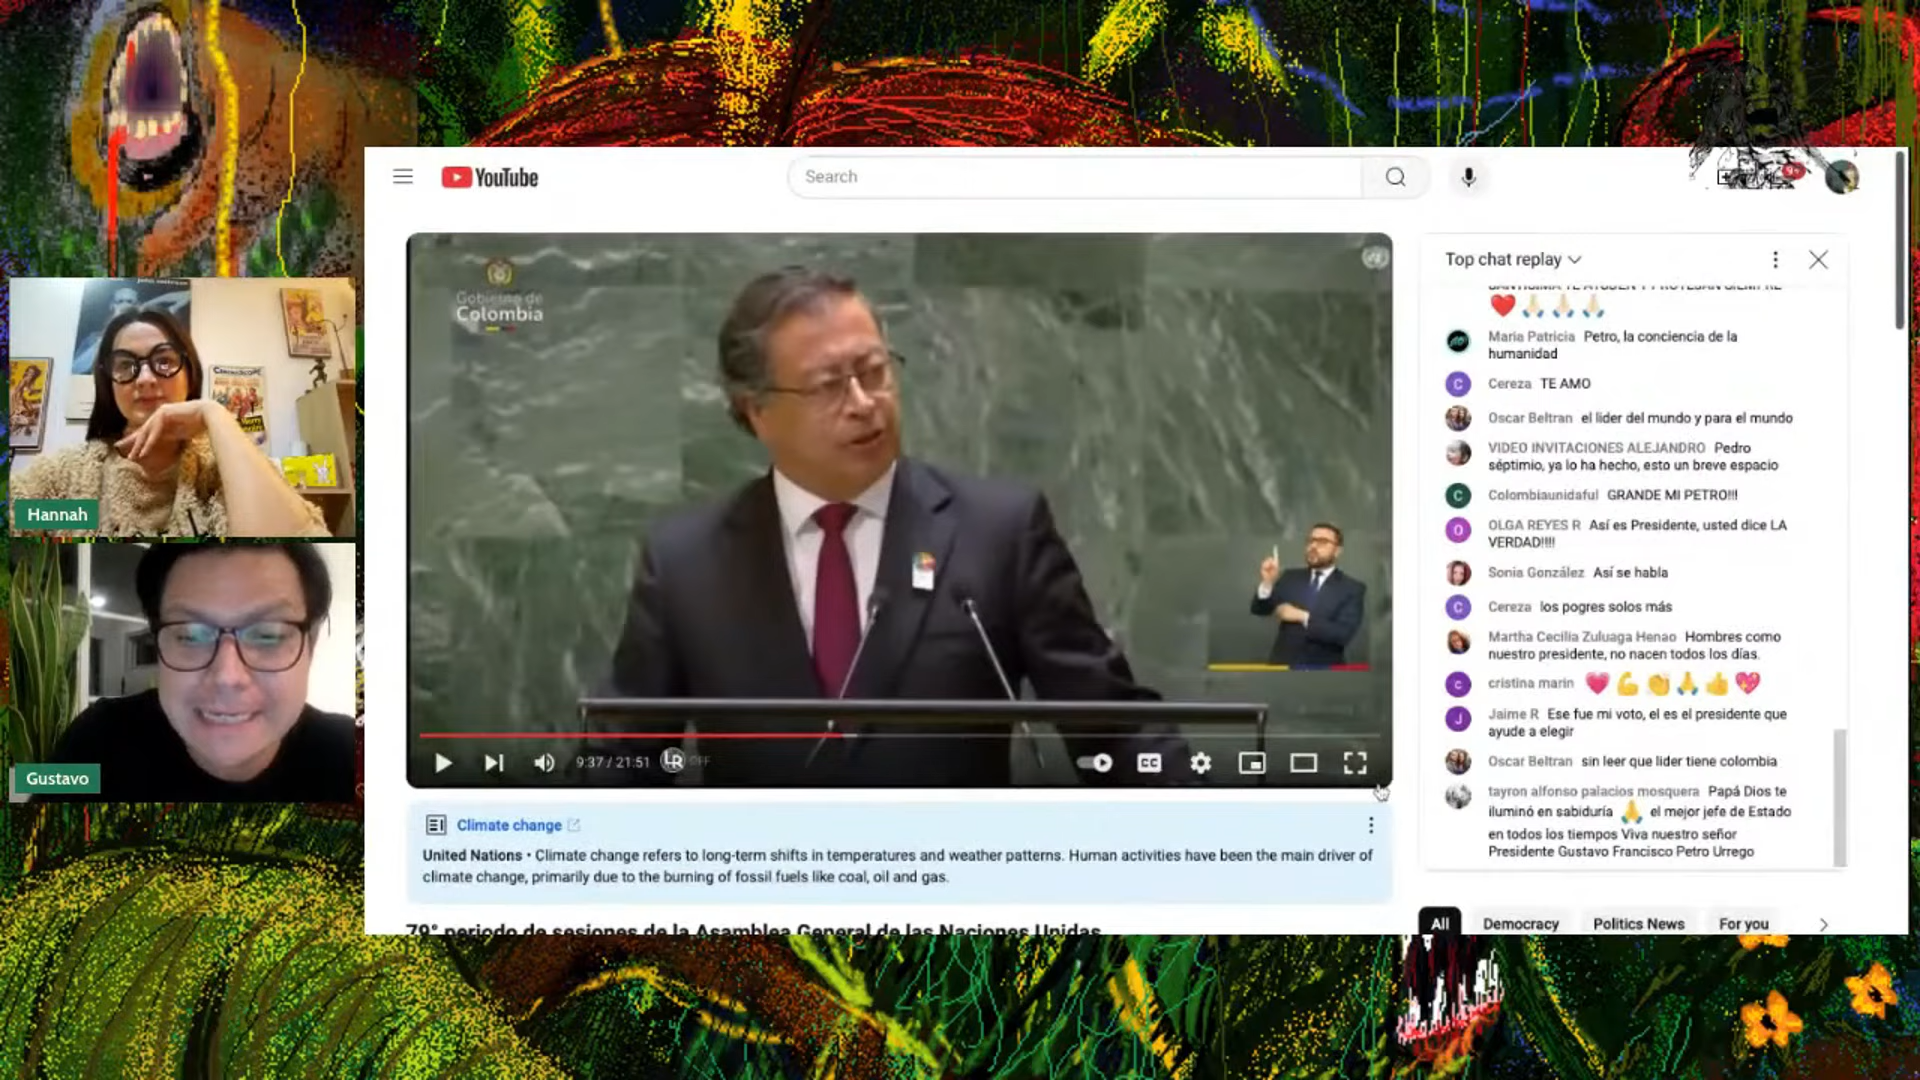 YouTube
Search
9+
Gobierno de
Colombia
Hannah
Gustavo
9:37 / 21:51
LR OFF
CC
Climate change
United Nations • Climate change refers to long-term shifts in temperatures and weather patterns. Human activities have been the main driver of
climate change, primarily due to the burning of fossil fuels like coal, oil and gas.
79° periodo de sesiones de la Asamblea General de las Naciones Unidas
Top chat replay
Maria Patricia Petro, la conciencia de la
humanidad
C Cereza TE AMO
Oscar Beltran el lider del mundo y para el mundo
VIDEO INVITACIONES ALEJANDRO Pedro
séptimio, ya lo ha hecho, esto un breve espacio
C Colombiaunidaful GRANDE MI PETRO!!!
O OLGA REYES R Así es Presidente, usted dice LA
VERDAD!!!!
Sonia González Así se habla
C Cereza los pogres solos más
Martha Cecilia Zuluaga Henao Hombres como
nuestro presidente, no nacen todos los días.
c cristina marin
J Jaime R Ese fue mi voto, el es el presidente que
ayude a elegir
Oscar Beltran sin leer que lider tiene colombia
tayron alfonso palacios mosquera Papá Dios te
iluminó en sabiduría 🙏 el mejor jefe de Estado
en todos los tiempos Viva nuestro señor
Presidente Gustavo Francisco Petro Urrego
All Democracy Politics News For you